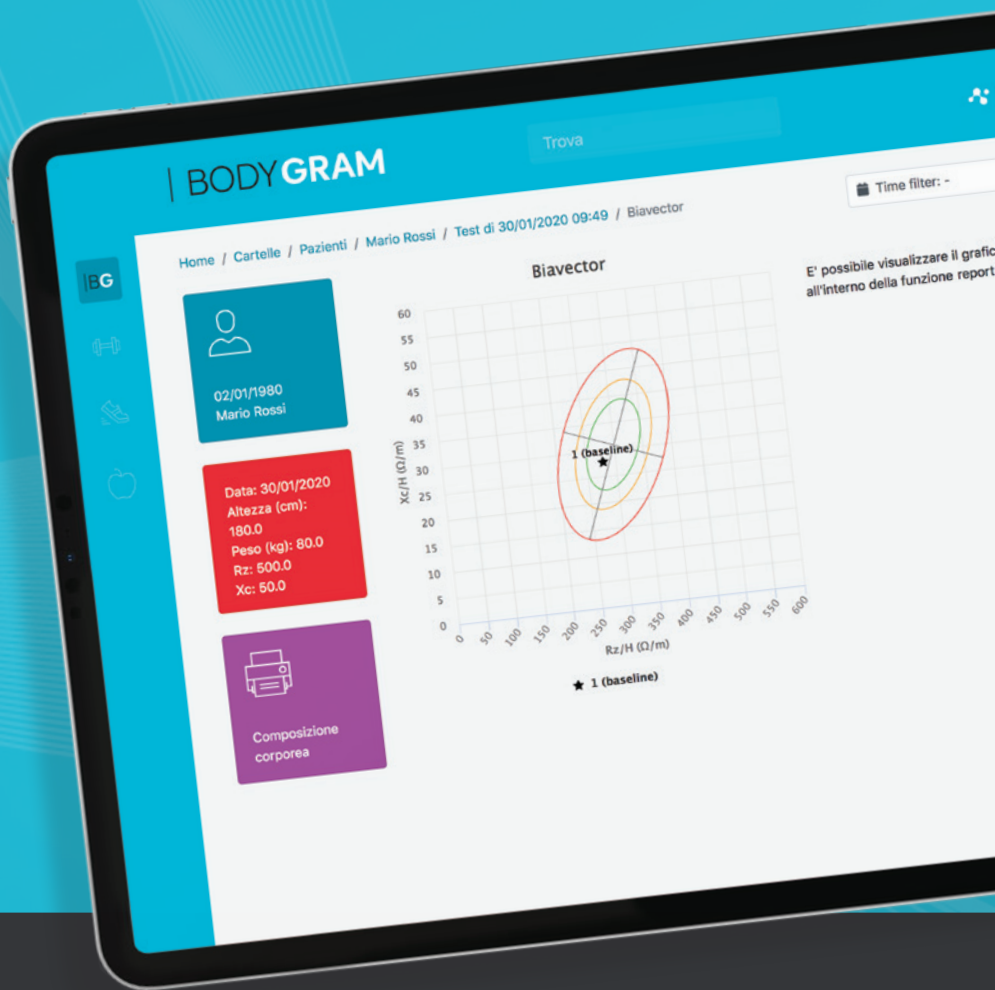 BODYGRAM
Trova
Time filter: -
Home / Cartelle / Pazienti / Mario Rossi / Test di 30/01/2020 09:49 / Biavector
BG
02/01/1980
Mario Rossi
Data: 30/01/2020
Altezza (cm):
180.0
Peso (kg): 80.0
Rz: 500.0
Xc: 50.0
Composizione
corporea
Biavector
60
55
50
45
40
35
30
25
20
15
10
5
0
Xc/H (Ω/m)
1 (baseline)
0 50 100 150 200 250 300 350 400 450 500 550 600
Rz/H (Ω/m)
1 (baseline)
E' possibile visualizzare il grafic
all'interno della funzione report